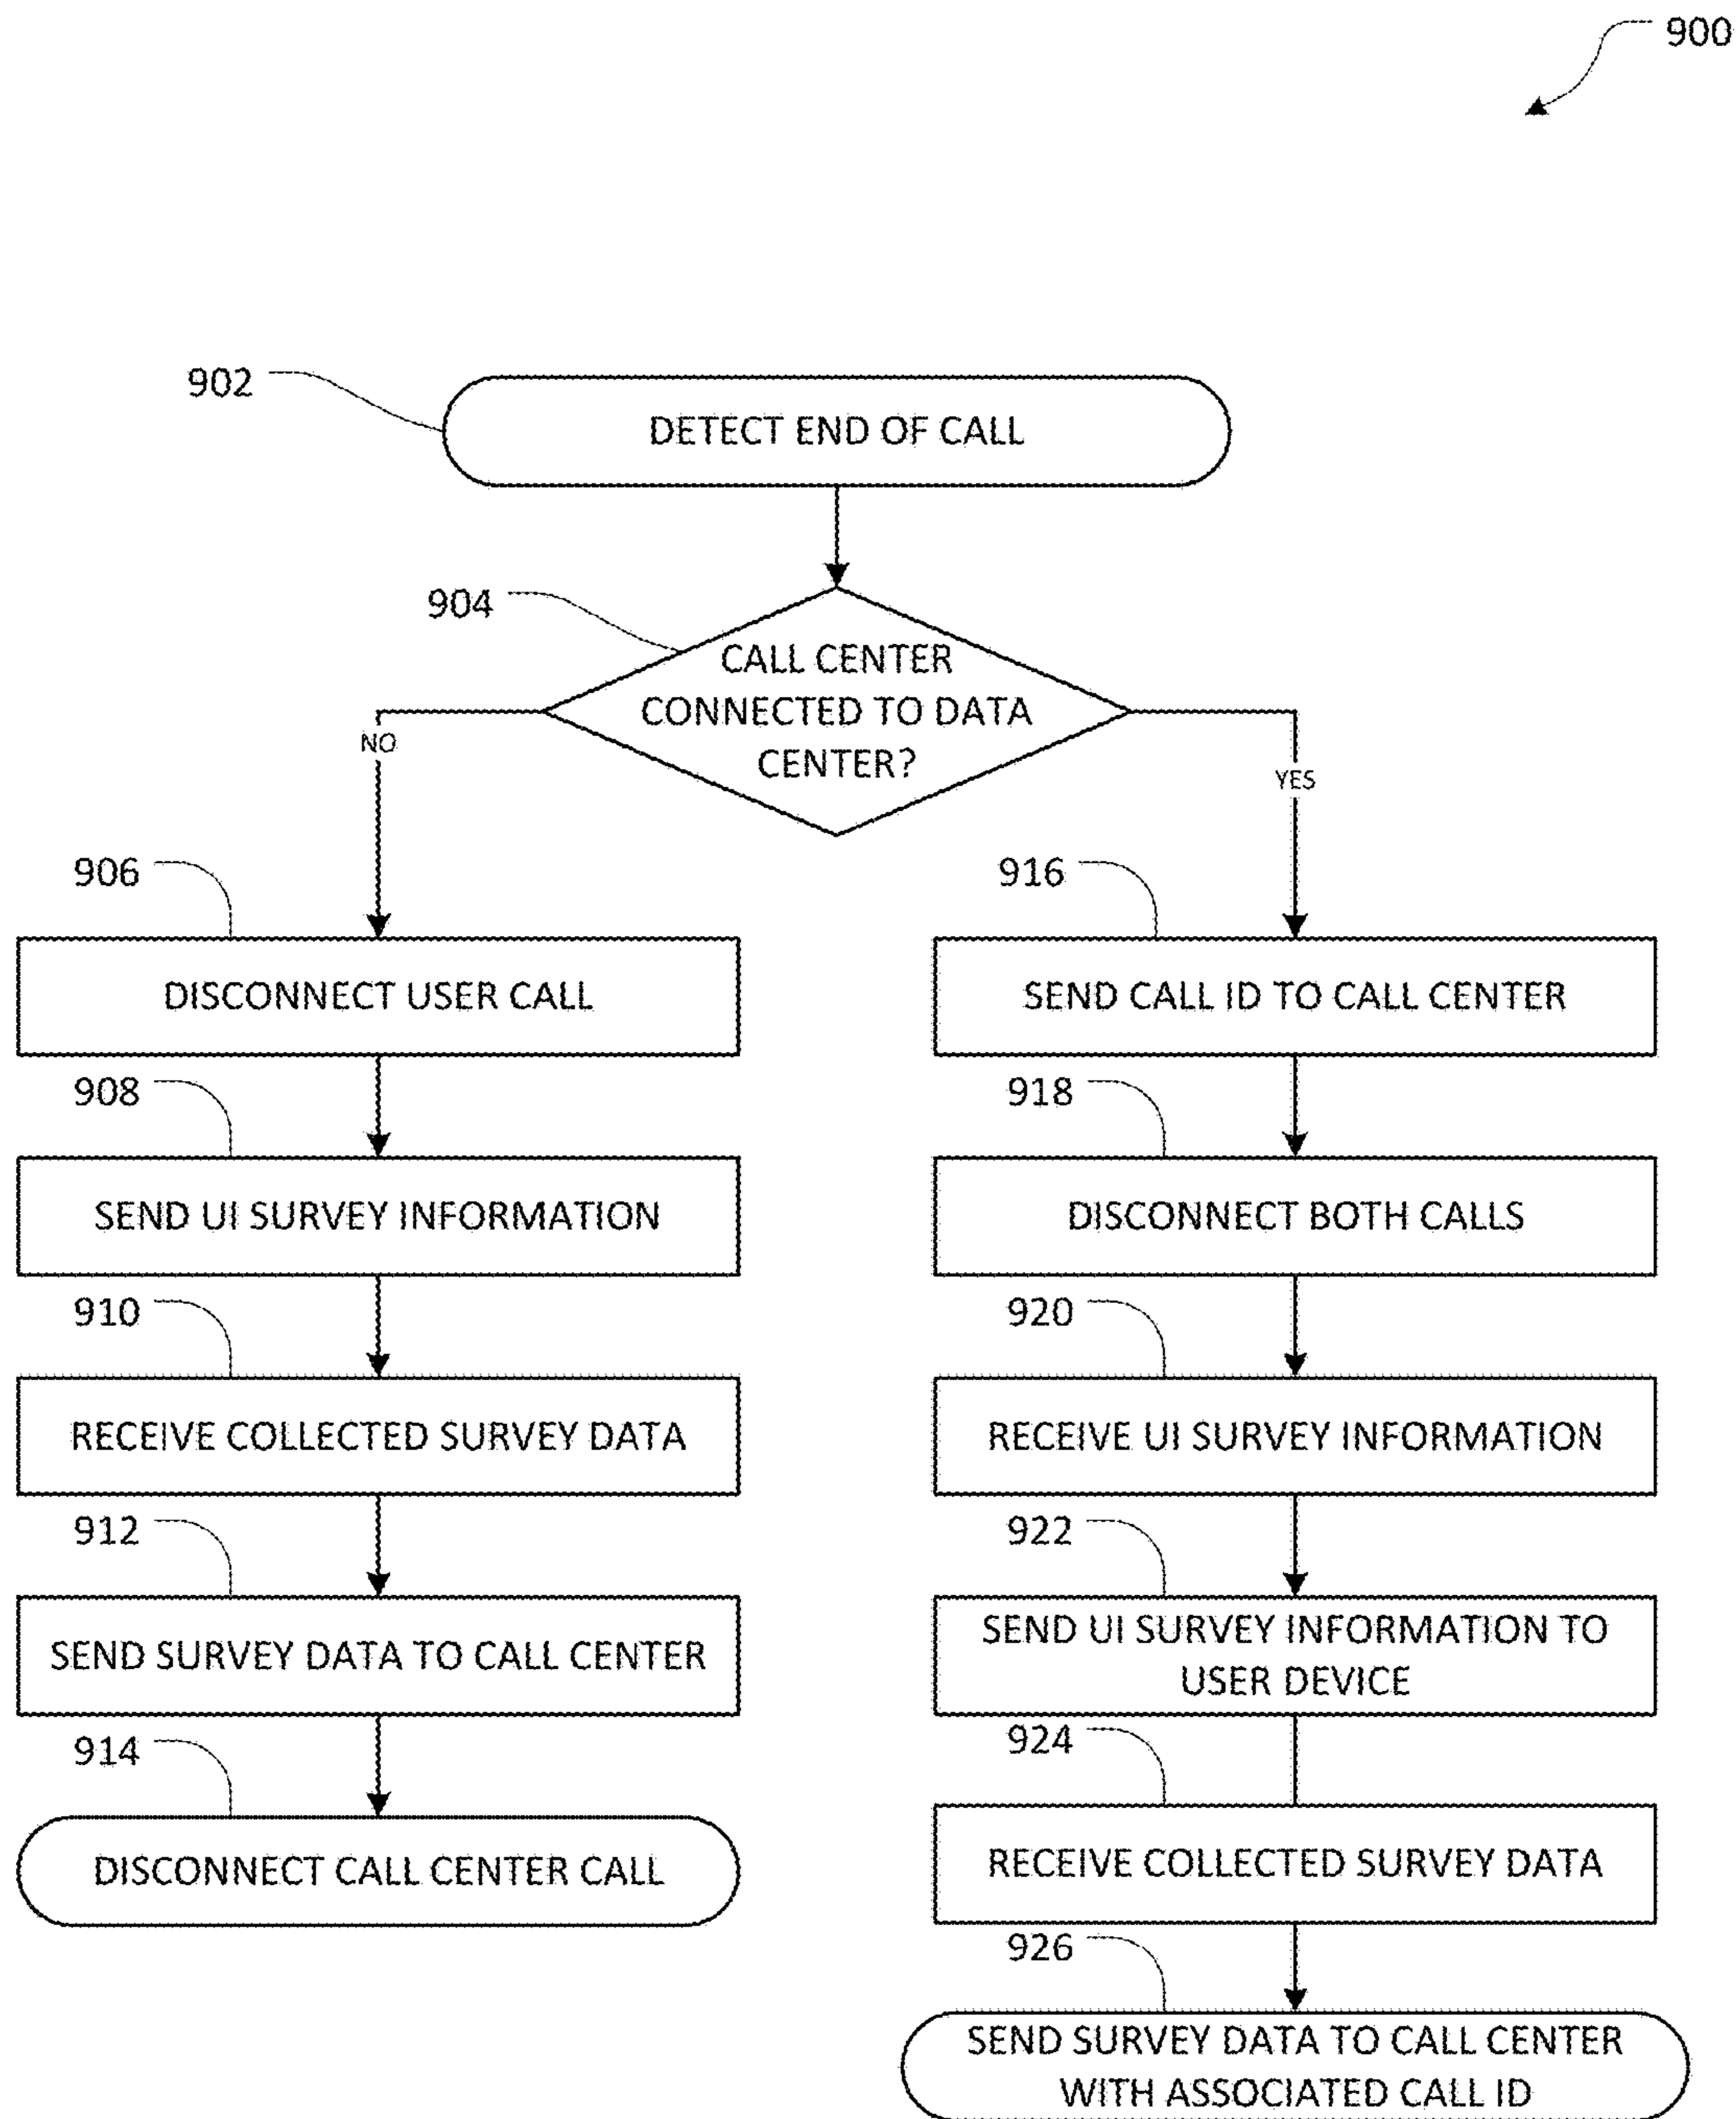 900
902
DETECT END OF CALL
904
CALL CENTER
CONNECTED TO DATA
CENTER?
NO
YES
906
DISCONNECT USER CALL
908
SEND UI SURVEY INFORMATION
910
RECEIVE COLLECTED SURVEY DATA
912
SEND SURVEY DATA TO CALL CENTER
914
DISCONNECT CALL CENTER CALL
916
SEND CALL ID TO CALL CENTER
918
DISCONNECT BOTH CALLS
920
RECEIVE UI SURVEY INFORMATION
922
SEND UI SURVEY INFORMATION TO
USER DEVICE
924
RECEIVE COLLECTED SURVEY DATA
926
SEND SURVEY DATA TO CALL CENTER
WITH ASSOCIATED CALL ID